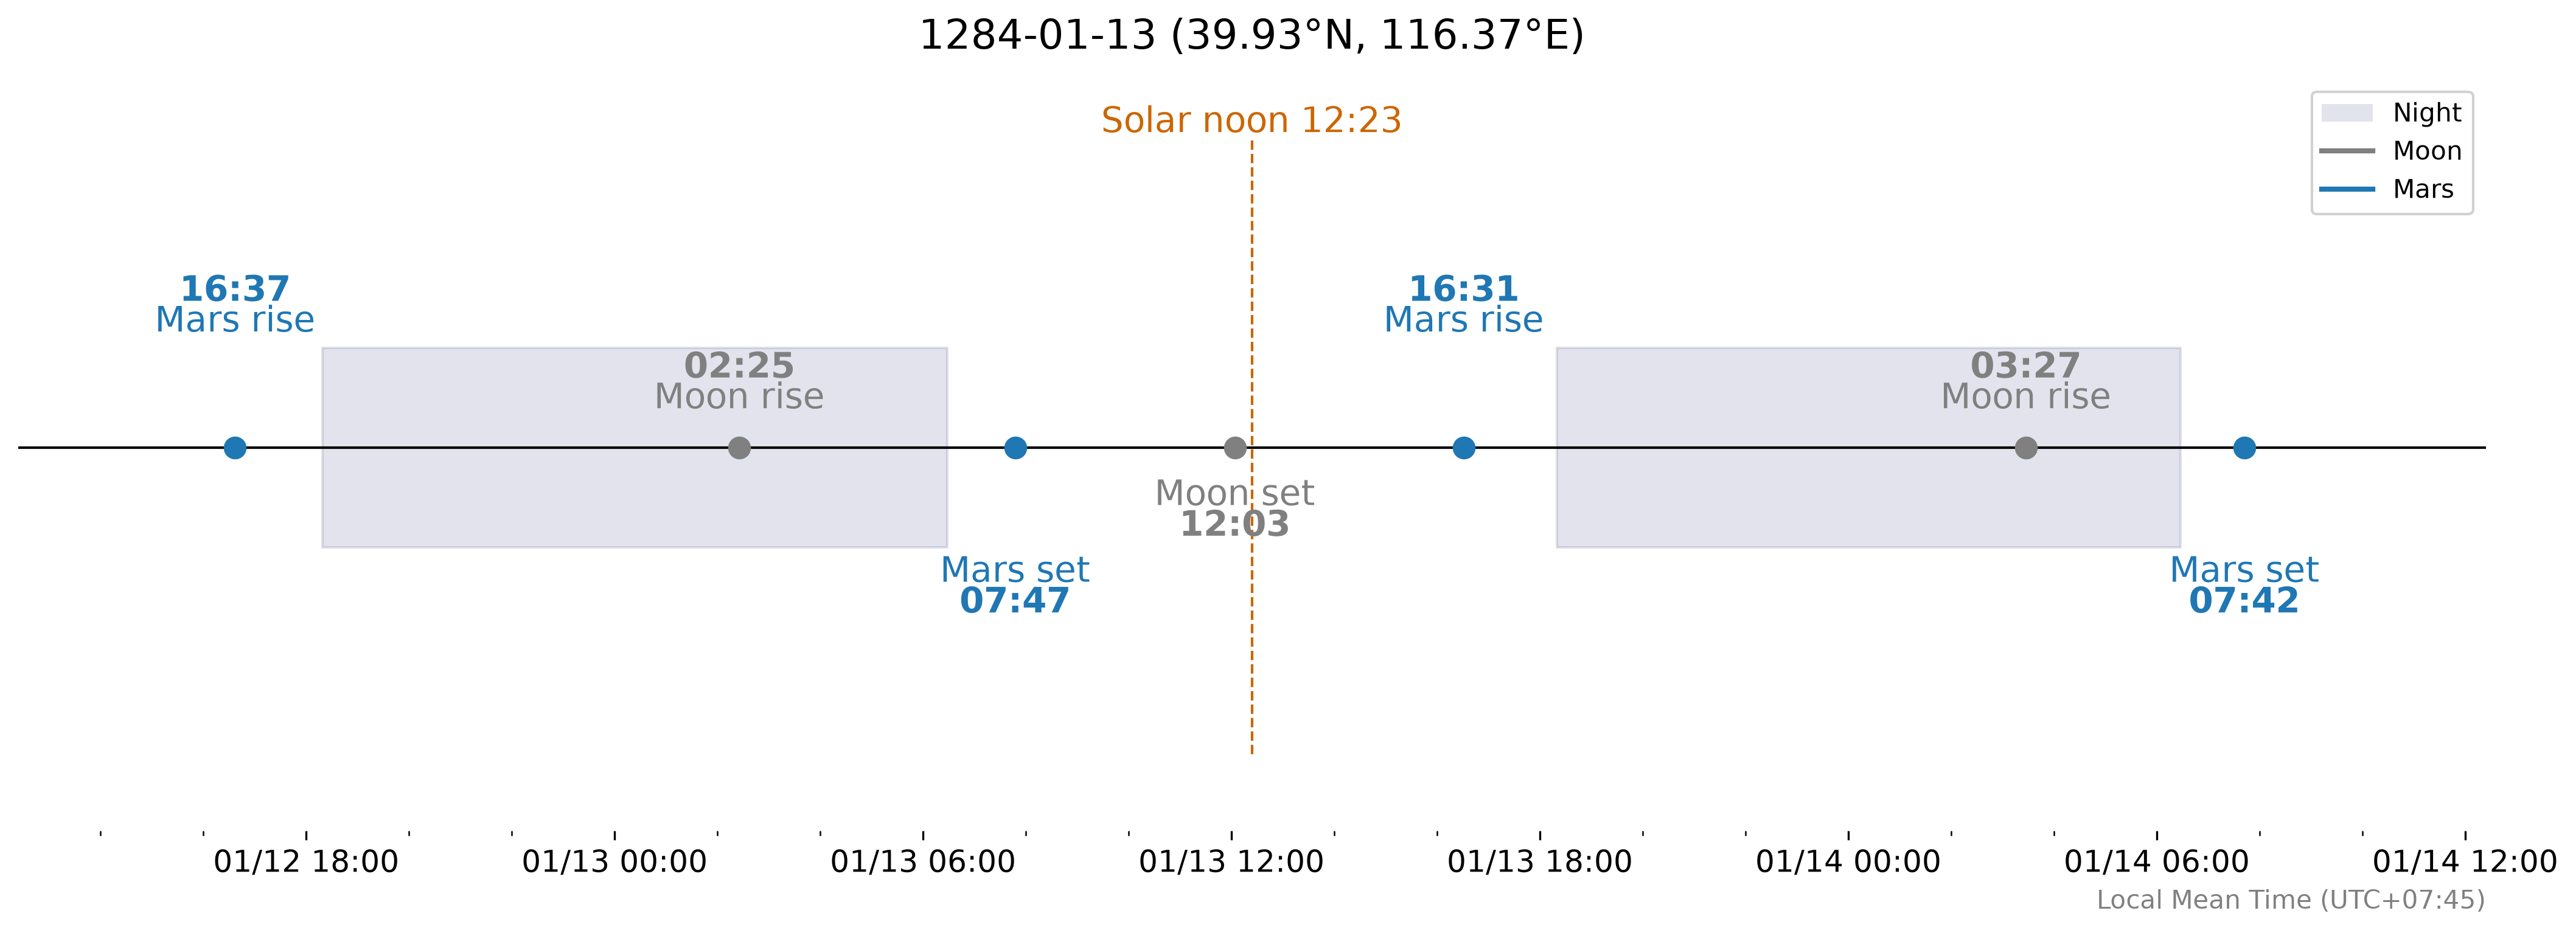 1284-01-13 (39.93°N, 116.37°E)
Solar noon 12:23
Night
Moon
Mars
16:37
Mars rise
16:31
Mars rise
02:25
Moon rise
03:27
Moon rise
Moon set
12:03
Mars set
07:47
Mars set
07:42
01/12 18:00
01/13 00:00
01/13 06:00
01/13 12:00
01/13 18:00
01/14 00:00
01/14 06:00
01/14 12:00
Local Mean Time (UTC+07:45)